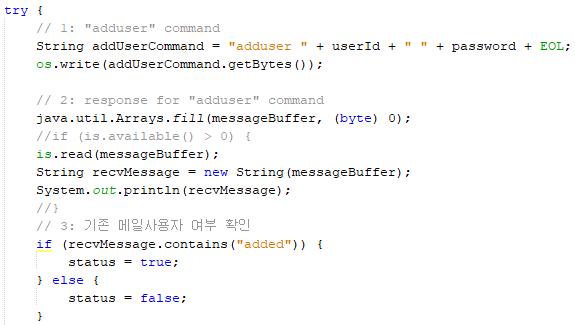 try {
    // 1: "adduser" command
    String addUserCommand = "adduser " + userId + " " + password + EOL;
    os.write(addUserCommand.getBytes());

    // 2: response for "adduser" command
    java.util.Arrays.fill(messageBuffer, (byte) 0);
    //if (is.available() > 0) {
    is.read(messageBuffer);
    String recvMessage = new String(messageBuffer);
    System.out.println(recvMessage);
    //}
    // 3: 기존 메일사용자 여부 확인
    if (recvMessage.contains("added")) {
        status = true;
    } else {
        status = false;
    }